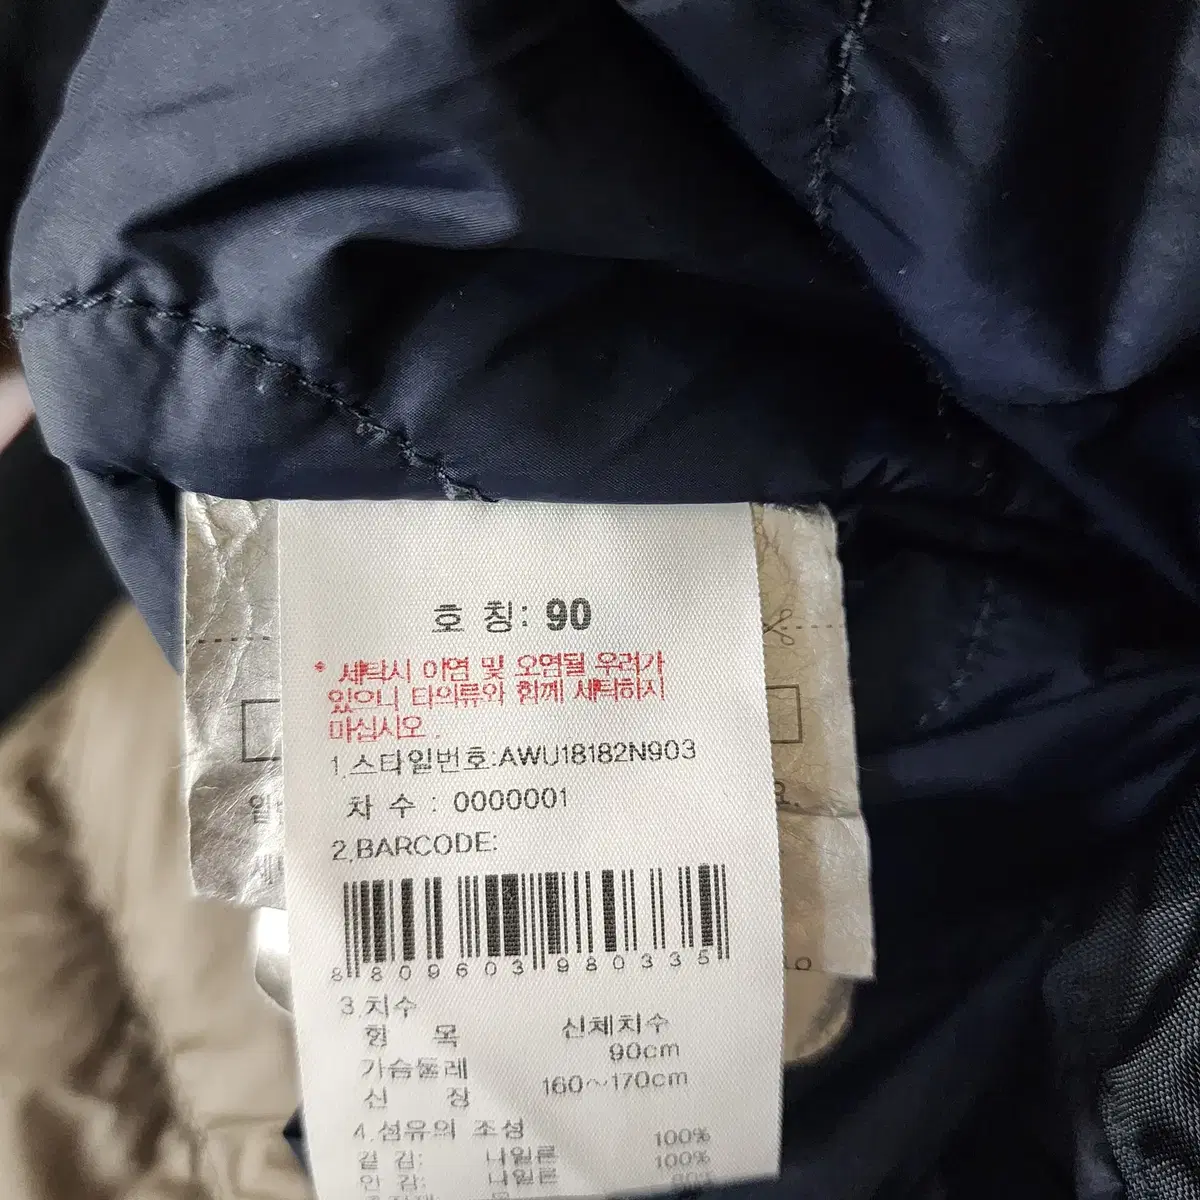 호 칭: 90
* 세탁시 이염 및 오염될 우려가
있으니 타의류와 함께 세탁하지
마십시오.
1.스타일번호:AWU18182N903
차 수 : 0000001
2.BARCODE:
8 809603 980335
3.치수
형 목 신체치수
가슴둘레 90cm
신 장 160~170cm
4.섬유의 조성
겉 감: 나일론 100%
안 감: 나일론 100%